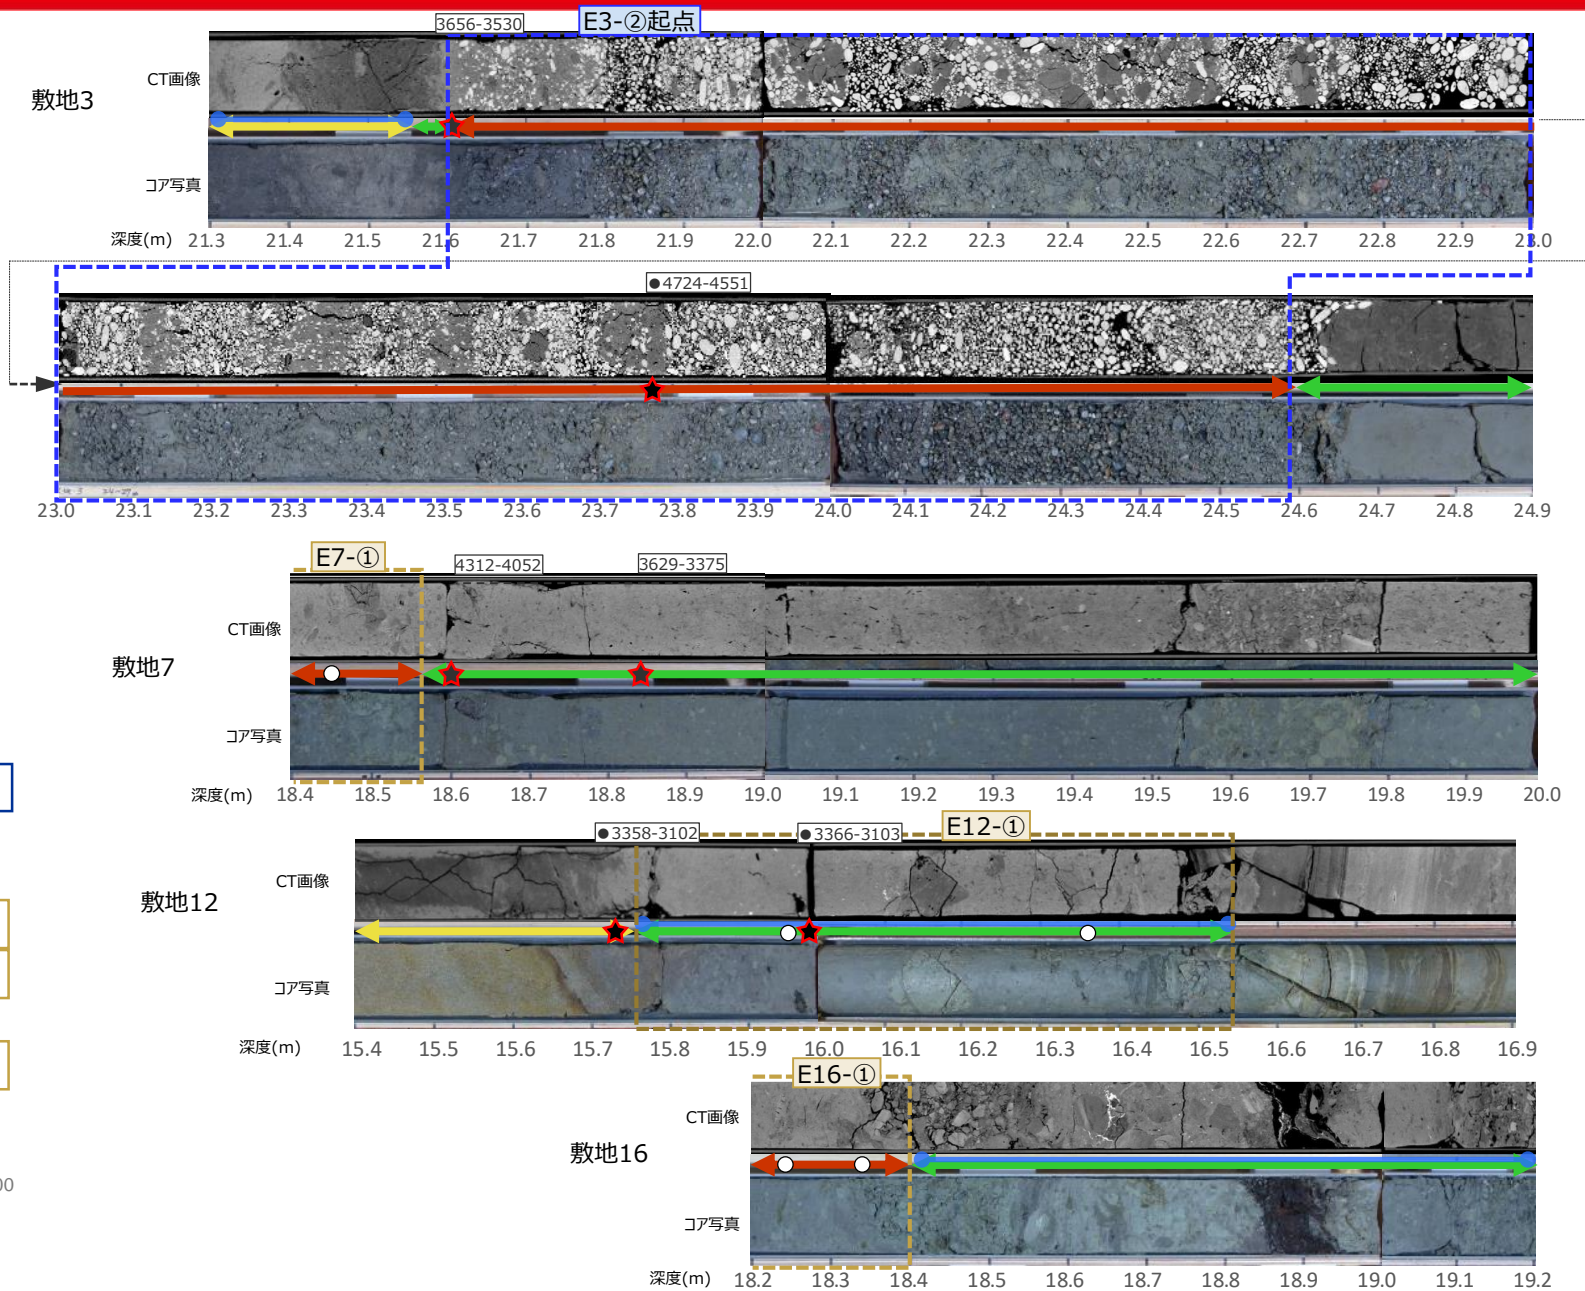 3656-3530
E3-②起点
CT画像
敷地3
コア写真
深度(m) 21.3 21.4 21.5 21.6 21.7 21.8 21.9 22.0 22.1 22.2 22.3 22.4 22.5 22.6 22.7 22.8 22.9 23.0
●4724-4551
23.0 23.1 23.2 23.3 23.4 23.5 23.6 23.7 23.8 23.9 24.0 24.1 24.2 24.3 24.4 24.5 24.6 24.7 24.8 24.9
E7-①
4312-4052
3629-3375
CT画像
敷地7
コア写真
深度(m) 18.4 18.5 18.6 18.7 18.8 18.9 19.0 19.1 19.2 19.3 19.4 19.5 19.6 19.7 19.8 19.9 20.0
●3358-3102
●3366-3103
E12-①
CT画像
敷地12
コア写真
深度(m) 15.4 15.5 15.6 15.7 15.8 15.9 16.0 16.1 16.2 16.3 16.4 16.5 16.6 16.7 16.8 16.9
E16-①
CT画像
敷地16
コア写真
深度(m) 18.2 18.3 18.4 18.5 18.6 18.7 18.8 18.9 19.0 19.1 19.2